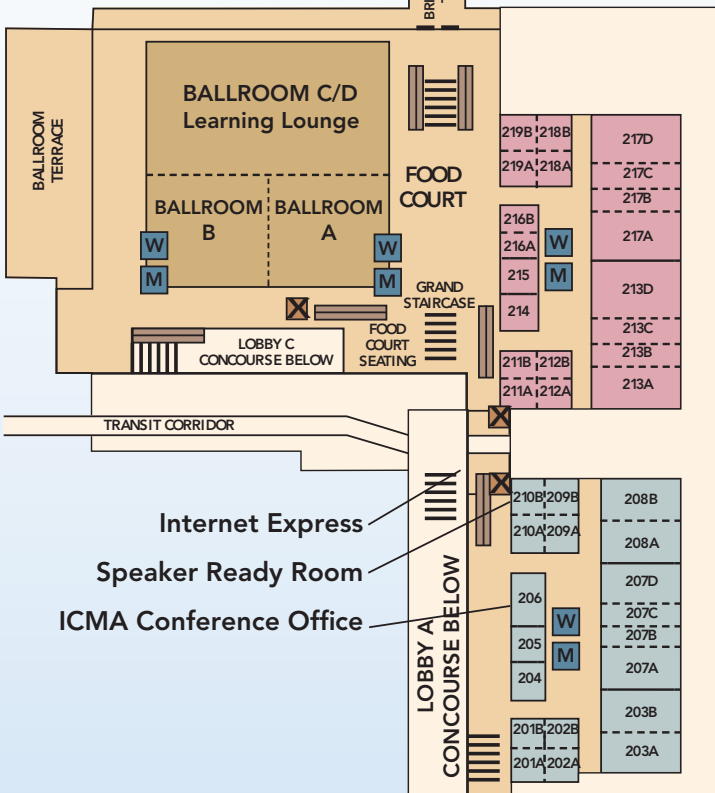 BRI
BALLROOM
TERRACE
BALLROOM C/D
Learning Lounge
BALLROOM
B
BALLROOM
A
W
M
W
M
X
FOOD
COURT
GRAND
STAIRCASE
FOOD
COURT
SEATING
LOBBY C
CONCOURSE BELOW
TRANSIT CORRIDOR
219B
218B
219A
218A
216B
216A
215
214
W
M
211B
212B
211A
212A
217D
217C
217B
217A
213D
213C
213B
213A
X
X
Internet Express
Speaker Ready Room
ICMA Conference Office
LOBBY A
CONCOURSE BELOW
210B
209B
210A
209A
206
205
204
W
M
201B
202B
201A
202A
208B
208A
207D
207C
207B
207A
203B
203A